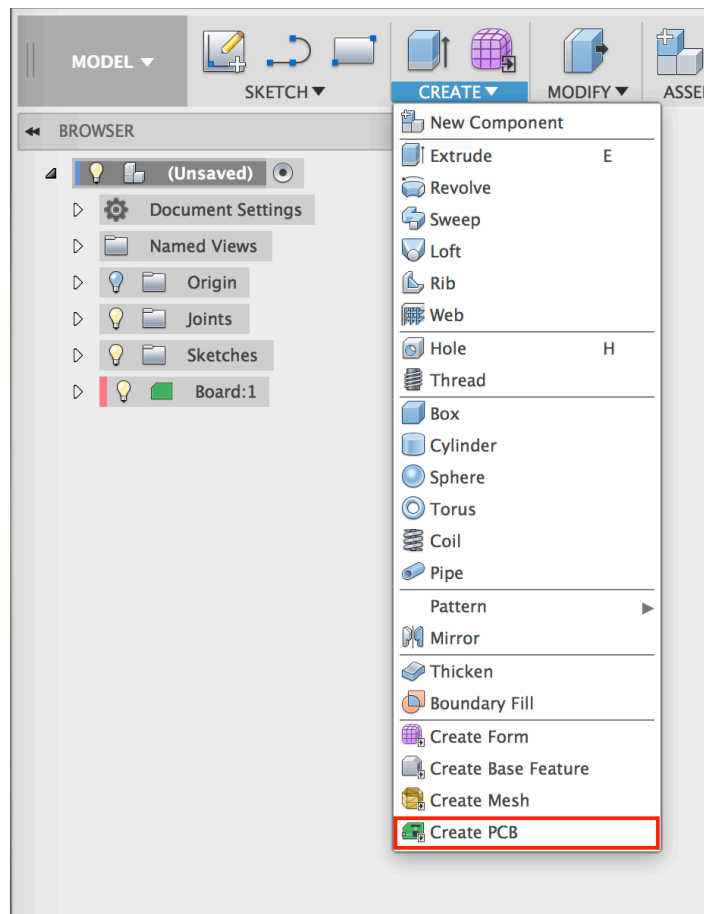 MODEL
SKETCH
CREATE
MODIFY
ASSE
BROWSER
(Unsaved)
Document Settings
Named Views
Origin
Joints
Sketches
Board:1
New Component
Extrude E
Revolve
Sweep
Loft
Rib
Web
Hole H
Thread
Box
Cylinder
Sphere
Torus
Coil
Pipe
Pattern
Mirror
Thicken
Boundary Fill
Create Form
Create Base Feature
Create Mesh
Create PCB